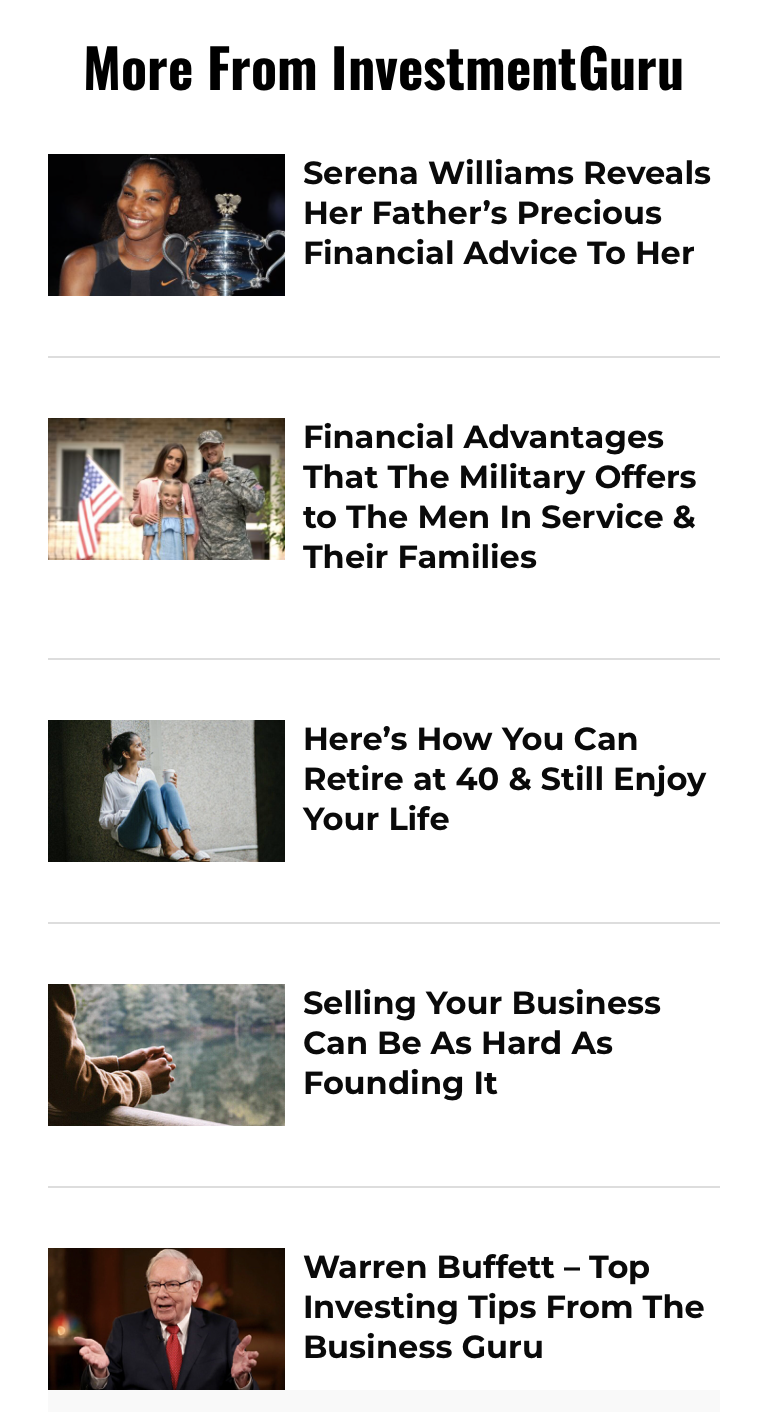 More From InvestmentGuru
Serena Williams Reveals
Her Father’s Precious
Financial Advice To Her
Financial Advantages
That The Military Offers
to The Men In Service &
Their Families
Here’s How You Can
Retire at 40 & Still Enjoy
Your Life
Selling Your Business
Can Be As Hard As
Founding It
Warren Buffett – Top
Investing Tips From The
Business Guru